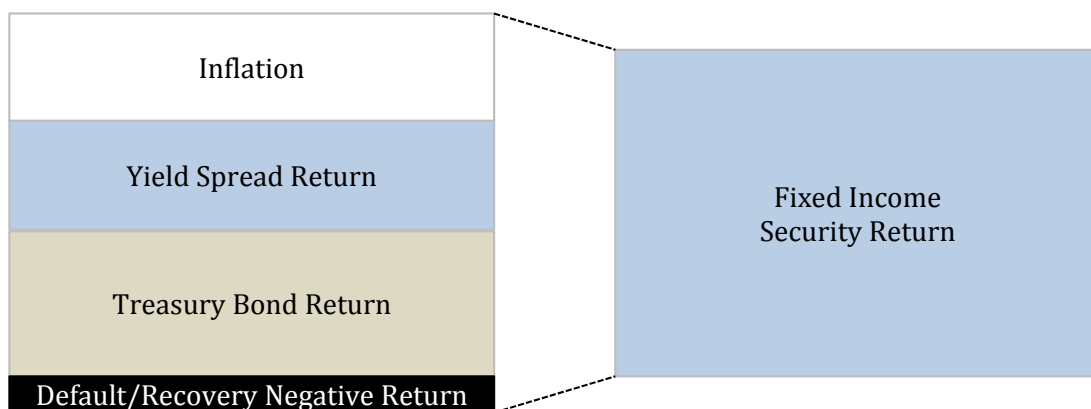 Inflation
Yield Spread Return
Treasury Bond Return
Default/Recovery Negative Return
Fixed Income
Security Return